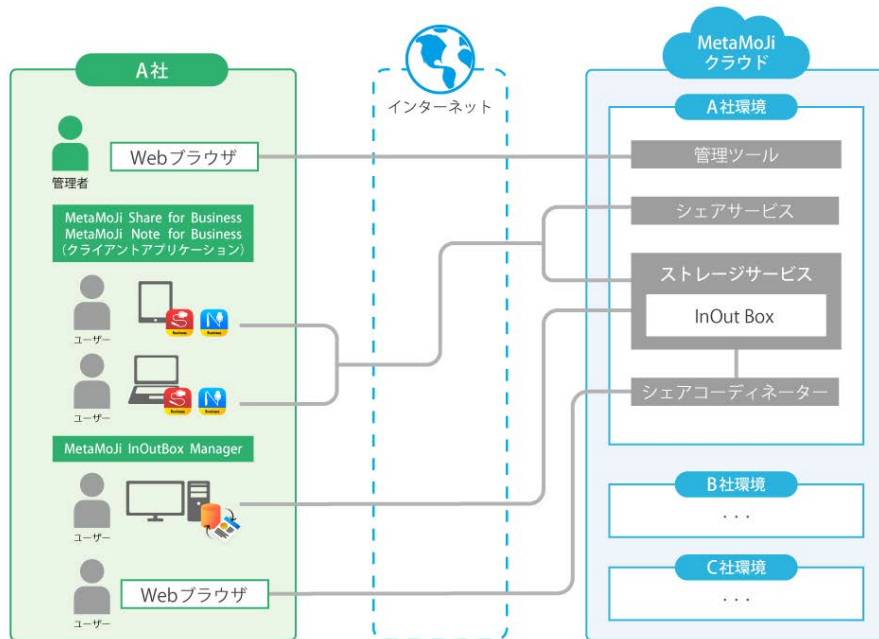 A社
管理者
Webブラウザ
MetaMoJi Share for Business
MetaMoJi Note for Business
(クライアントアプリケーション)
ユーザー
Business
ユーザー
Business
MetaMoJi InOutBox Manager
ユーザー
ユーザー
Webブラウザ
インターネット
MetaMoJi
クラウド
A社環境
管理ツール
シェアサービス
ストレージサービス
InOut Box
シェアコーディネーター
B社環境
...
C社環境
...